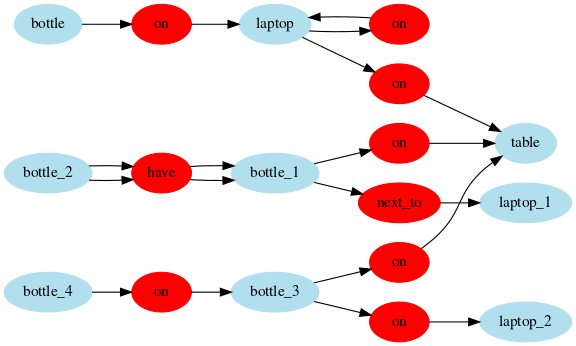 bottle on laptop on
on
on table
bottle_2 have bottle_1
next_to laptop_1
on
bottle_4 on bottle_3
on laptop_2